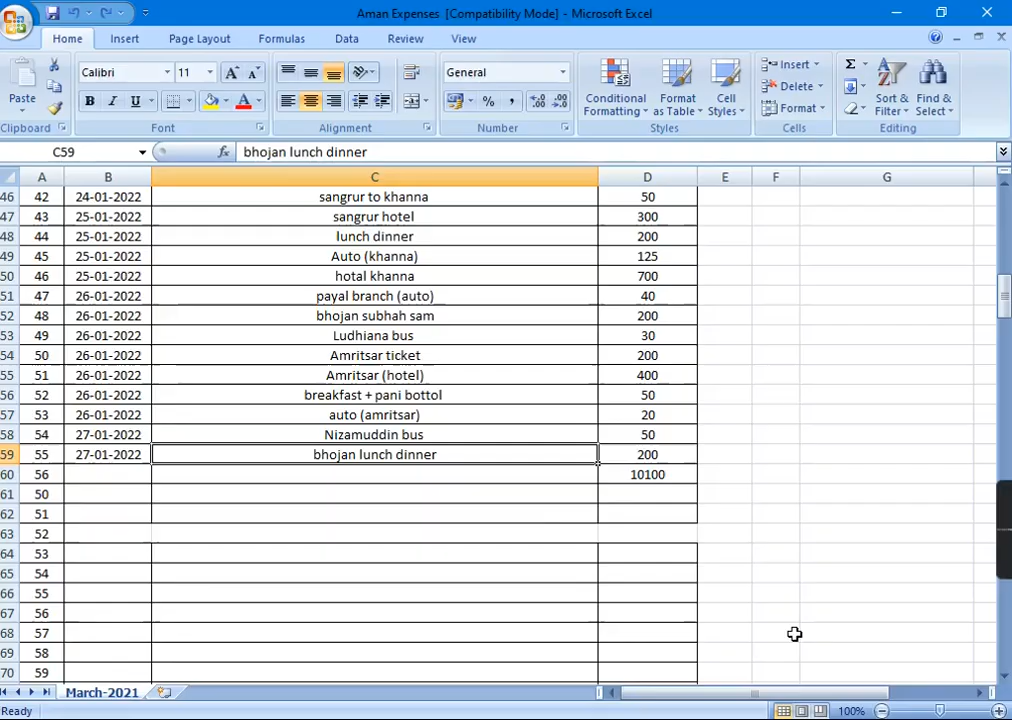 Aman Expenses [Compatibility Mode] - Microsoft Excel
Home Insert Page Layout Formulas Data Review View
Paste
Calibri 11
B I U
A A
General
% ,
Conditional Formatting
Format as Table
Cell Styles
Insert
Delete
Format
Σ
Sort & Filter
Find & Select
Clipboard Font Alignment Number Styles Cells Editing
C59 fx bhojan lunch dinner
A B C D E F G
46 42 24-01-2022 sangrur to khanna 50
47 43 25-01-2022 sangrur hotel 300
48 44 25-01-2022 lunch dinner 200
49 45 25-01-2022 Auto (khanna) 125
50 46 26-01-2022 hotal khanna 700
51 47 26-01-2022 payal branch (auto) 40
52 48 26-01-2022 bhojan subhah sam 200
53 49 26-01-2022 Ludhiana bus 30
54 50 26-01-2022 Amritsar ticket 200
55 51 26-01-2022 Amritsar (hotel) 400
56 52 26-01-2022 breakfast + pani bottol 50
57 53 26-01-2022 auto (amritsar) 20
58 54 27-01-2022 Nizamuddin bus 50
59 55 27-01-2022 bhojan lunch dinner 200
60 56 10100
61 50
62 51
63 52
64 53
65 54
66 55
67 56
68 57
69 58
70 59
March-2021
Ready 100%